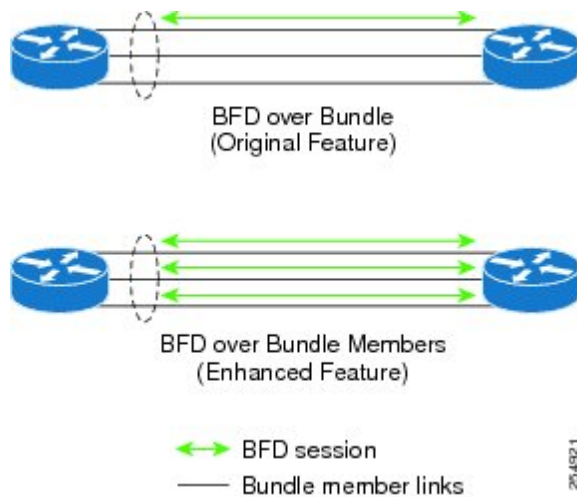 BFD over Bundle
(Original Feature)
BFD over Bundle Members
(Enhanced Feature)
BFD session
Bundle member links
254921